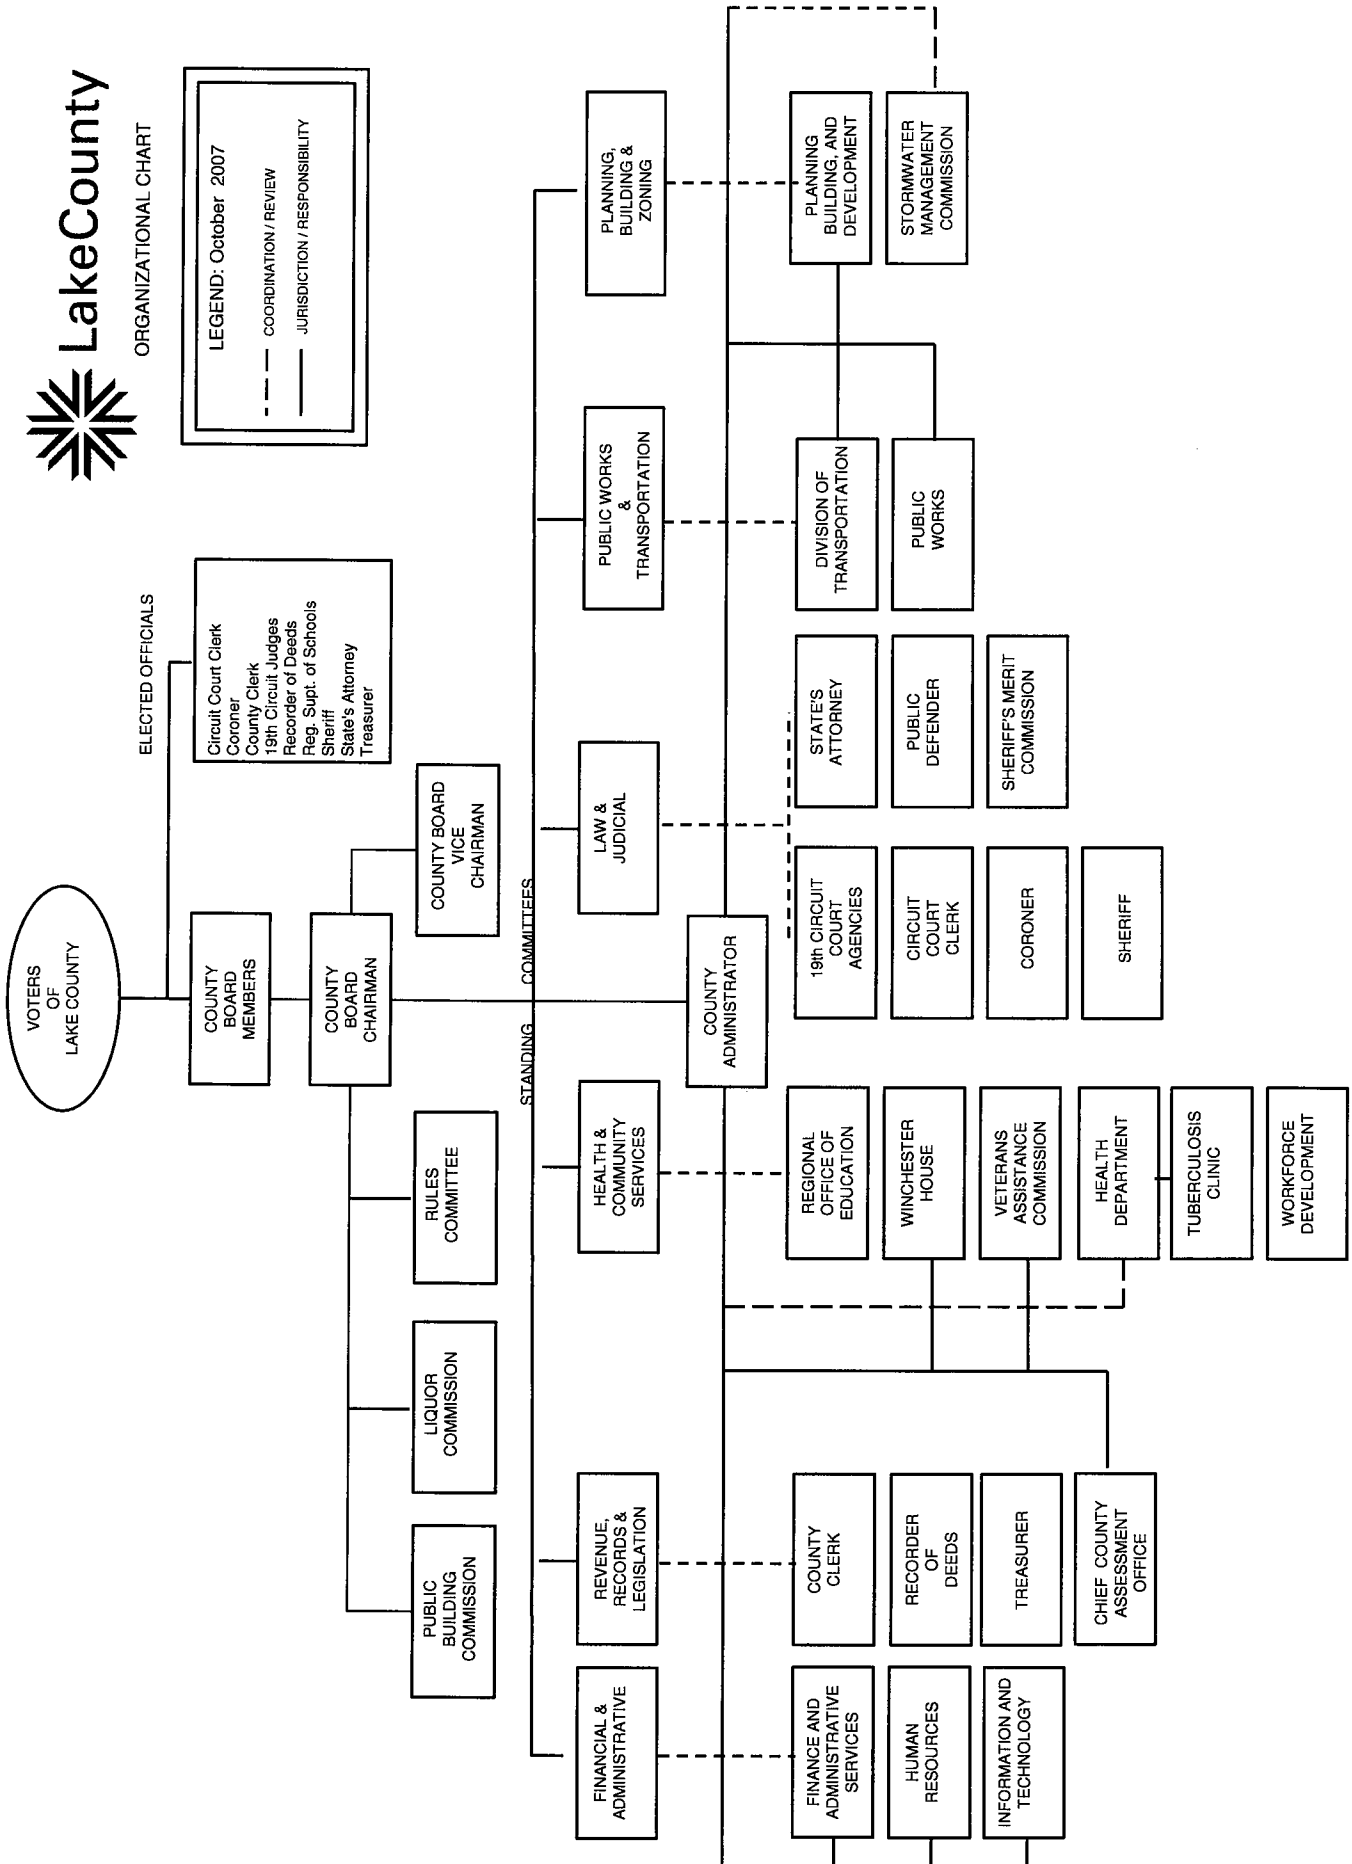 LakeCounty
ORGANIZATIONAL CHART
LEGEND: October 2007
COORDINATION / REVIEW
JURISDICTION / RESPONSIBILITY
VOTERS
OF
LAKE COUNTY
ELECTED OFFICIALS
Circuit Court Clerk
Coroner
County Clerk
19th Circuit Judges
Recorder of Deeds
Reg. Supt. of Schools
Sheriff
State's Attorney
Treasurer
COUNTY
BOARD
MEMBERS
COUNTY
BOARD
CHAIRMAN
PUBLIC
BUILDING
COMMISSION
LIQUOR
COMMISSION
RULES
COMMITTEE
COUNTY BOARD
VICE
CHAIRMAN
STANDING COMMITTEES
FINANCIAL &
ADMINISTRATIVE
REVENUE,
RECORDS &
LEGISLATION
HEALTH &
COMMUNITY
SERVICES
LAW &
JUDICIAL
PUBLIC WORKS
&
TRANSPORTATION
PLANNING,
BUILDING &
ZONING
COUNTY
ADMINISTRATOR
FINANCE AND
ADMINISTRATIVE
SERVICES
HUMAN
RESOURCES
INFORMATION AND
TECHNOLOGY
COUNTY
CLERK
RECORDER
OF
DEEDS
TREASURER
CHIEF COUNTY
ASSESSMENT
OFFICE
REGIONAL
OFFICE OF
EDUCATION
WINCHESTER
HOUSE
VETERANS
ASSISTANCE
COMMISSION
HEALTH
DEPARTMENT
TUBERCULOSIS
CLINIC
WORKFORCE
DEVELOPMENT
19th CIRCUIT
COURT
AGENCIES
CIRCUIT
COURT
CLERK
CORONER
SHERIFF
STATE'S
ATTORNEY
PUBLIC
DEFENDER
SHERIFF'S MERIT
COMMISSION
DIVISION OF
TRANSPORTATION
PUBLIC
WORKS
PLANNING
BUILDING, AND
DEVELOPMENT
STORMWATER
MANAGEMENT
COMMISSION